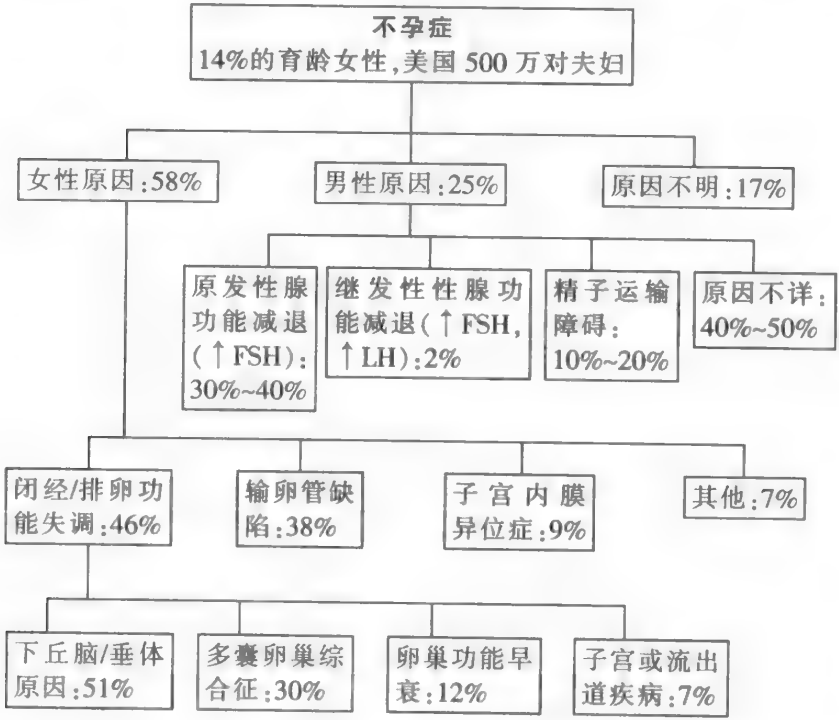 不孕症
14%的育龄女性,美国 500 万对夫妇
女性原因:58%
男性原因:25%
原因不明:17%
原发性腺
功能减退
(↑FSH):
30%~40%
继发性性腺功
能减退(↑FSH,
↑LH):2%
精子运输
障碍:
10%~20%
原因不详:
40%~50%
闭经/排卵功
能失调:46%
输卵管缺
陷:38%
子宫内膜
异位症:9%
其他:7%
下丘脑/垂体
原因:51%
多囊卵巢综
合征:30%
卵巢功能早
衰:12%
子宫或流出
道疾病:7%